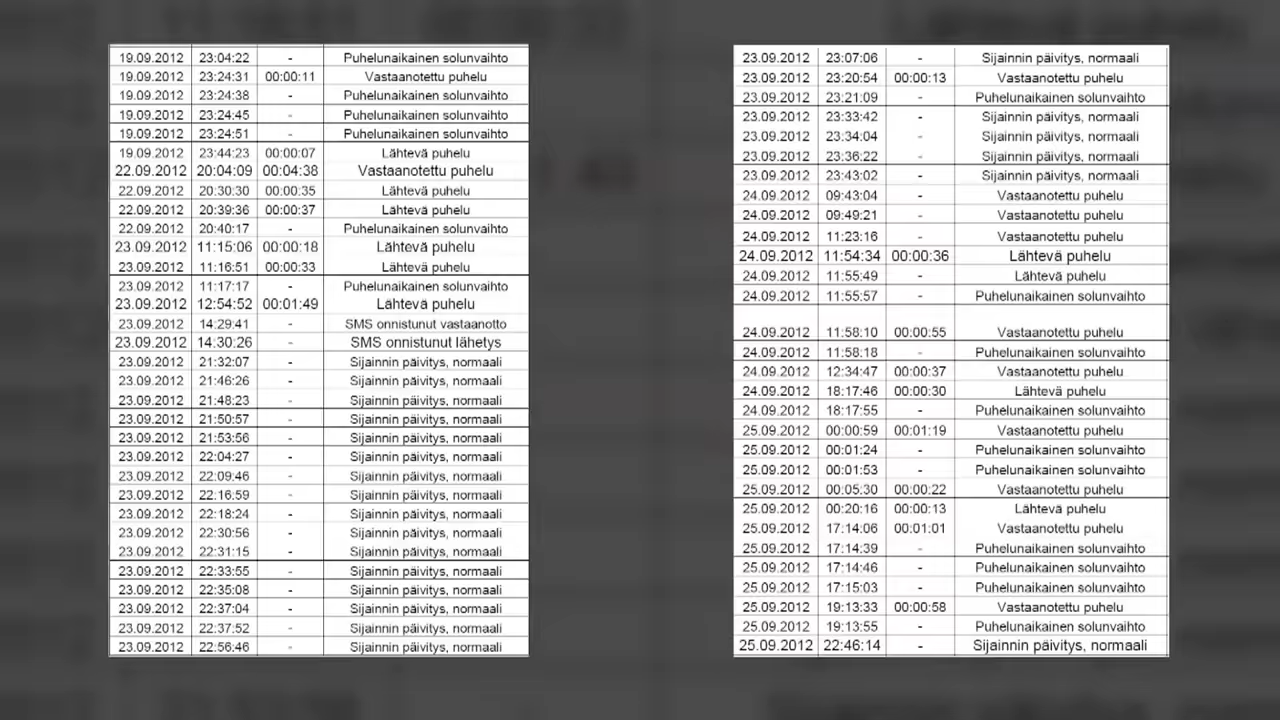 19.09.2012 23:04:22 - Puhelunaikainen solunvaihto
19.09.2012 23:24:31 00:00:11 Vastaanotettu puhelu
19.09.2012 23:24:38 - Puhelunaikainen solunvaihto
19.09.2012 23:24:45 - Puhelunaikainen solunvaihto
19.09.2012 23:24:51 - Puhelunaikainen solunvaihto
19.09.2012 23:44:23 00:00:07 Lähtevä puhelu
22.09.2012 20:04:09 00:04:38 Vastaanotettu puhelu
22.09.2012 20:30:30 00:00:35 Lähtevä puhelu
22.09.2012 20:39:36 00:00:37 Lähtevä puhelu
22.09.2012 20:40:17 - Puhelunaikainen solunvaihto
23.09.2012 11:15:06 00:00:18 Lähtevä puhelu
23.09.2012 11:16:51 00:00:33 Lähtevä puhelu
23.09.2012 11:17:17 - Puhelunaikainen solunvaihto
23.09.2012 12:54:52 00:01:49 Lähtevä puhelu
23.09.2012 14:29:41 - SMS onnistunut vastaanotto
23.09.2012 14:30:26 - SMS onnistunut lähetys
23.09.2012 21:32:07 - Sijainnin päivitys, normaali
23.09.2012 21:46:26 - Sijainnin päivitys, normaali
23.09.2012 21:48:23 - Sijainnin päivitys, normaali
23.09.2012 21:50:57 - Sijainnin päivitys, normaali
23.09.2012 21:53:56 - Sijainnin päivitys, normaali
23.09.2012 22:04:27 - Sijainnin päivitys, normaali
23.09.2012 22:09:46 - Sijainnin päivitys, normaali
23.09.2012 22:16:59 - Sijainnin päivitys, normaali
23.09.2012 22:18:24 - Sijainnin päivitys, normaali
23.09.2012 22:30:56 - Sijainnin päivitys, normaali
23.09.2012 22:31:15 - Sijainnin päivitys, normaali
23.09.2012 22:33:55 - Sijainnin päivitys, normaali
23.09.2012 22:35:08 - Sijainnin päivitys, normaali
23.09.2012 22:37:04 - Sijainnin päivitys, normaali
23.09.2012 22:37:52 - Sijainnin päivitys, normaali
23.09.2012 22:56:46 - Sijainnin päivitys, normaali
23.09.2012 23:07:06 - Sijainnin päivitys, normaali
23.09.2012 23:20:54 00:00:13 Vastaanotettu puhelu
23.09.2012 23:21:09 - Puhelunaikainen solunvaihto
23.09.2012 23:33:42 - Sijainnin päivitys, normaali
23.09.2012 23:34:04 - Sijainnin päivitys, normaali
23.09.2012 23:36:22 - Sijainnin päivitys, normaali
23.09.2012 23:43:02 - Sijainnin päivitys, normaali
24.09.2012 09:43:04 - Vastaanotettu puhelu
24.09.2012 09:49:21 - Vastaanotettu puhelu
24.09.2012 11:23:16 - Vastaanotettu puhelu
24.09.2012 11:54:34 00:00:36 Lähtevä puhelu
24.09.2012 11:55:49 - Lähtevä puhelu
24.09.2012 11:55:57 - Puhelunaikainen solunvaihto
24.09.2012 11:58:10 00:00:55 Vastaanotettu puhelu
24.09.2012 11:58:18 - Puhelunaikainen solunvaihto
24.09.2012 12:34:47 00:00:37 Vastaanotettu puhelu
24.09.2012 18:17:46 00:00:30 Lähtevä puhelu
24.09.2012 18:17:55 - Puhelunaikainen solunvaihto
25.09.2012 00:00:59 00:01:19 Vastaanotettu puhelu
25.09.2012 00:01:24 - Puhelunaikainen solunvaihto
25.09.2012 00:01:53 - Puhelunaikainen solunvaihto
25.09.2012 00:05:30 00:00:22 Vastaanotettu puhelu
25.09.2012 00:20:16 00:00:13 Lähtevä puhelu
25.09.2012 17:14:06 00:01:01 Vastaanotettu puhelu
25.09.2012 17:14:39 - Puhelunaikainen solunvaihto
25.09.2012 17:14:46 - Puhelunaikainen solunvaihto
25.09.2012 17:15:03 - Puhelunaikainen solunvaihto
25.09.2012 19:13:33 00:00:58 Vastaanotettu puhelu
25.09.2012 19:13:55 - Puhelunaikainen solunvaihto
25.09.2012 22:46:14 - Sijainnin päivitys, normaali